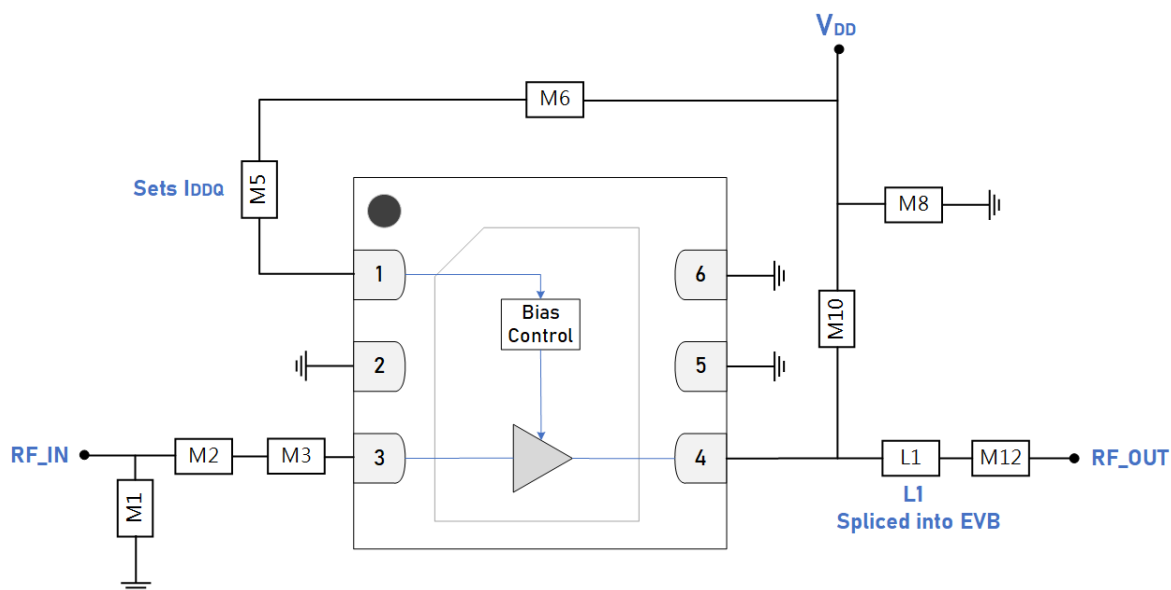 VDD
M6
Sets IDDQ
M5
M8
1
6
Bias
Control
M10
2
5
RF_IN
M2
M3
3
4
L1
M12
RF_OUT
M1
L1
Spliced into EVB